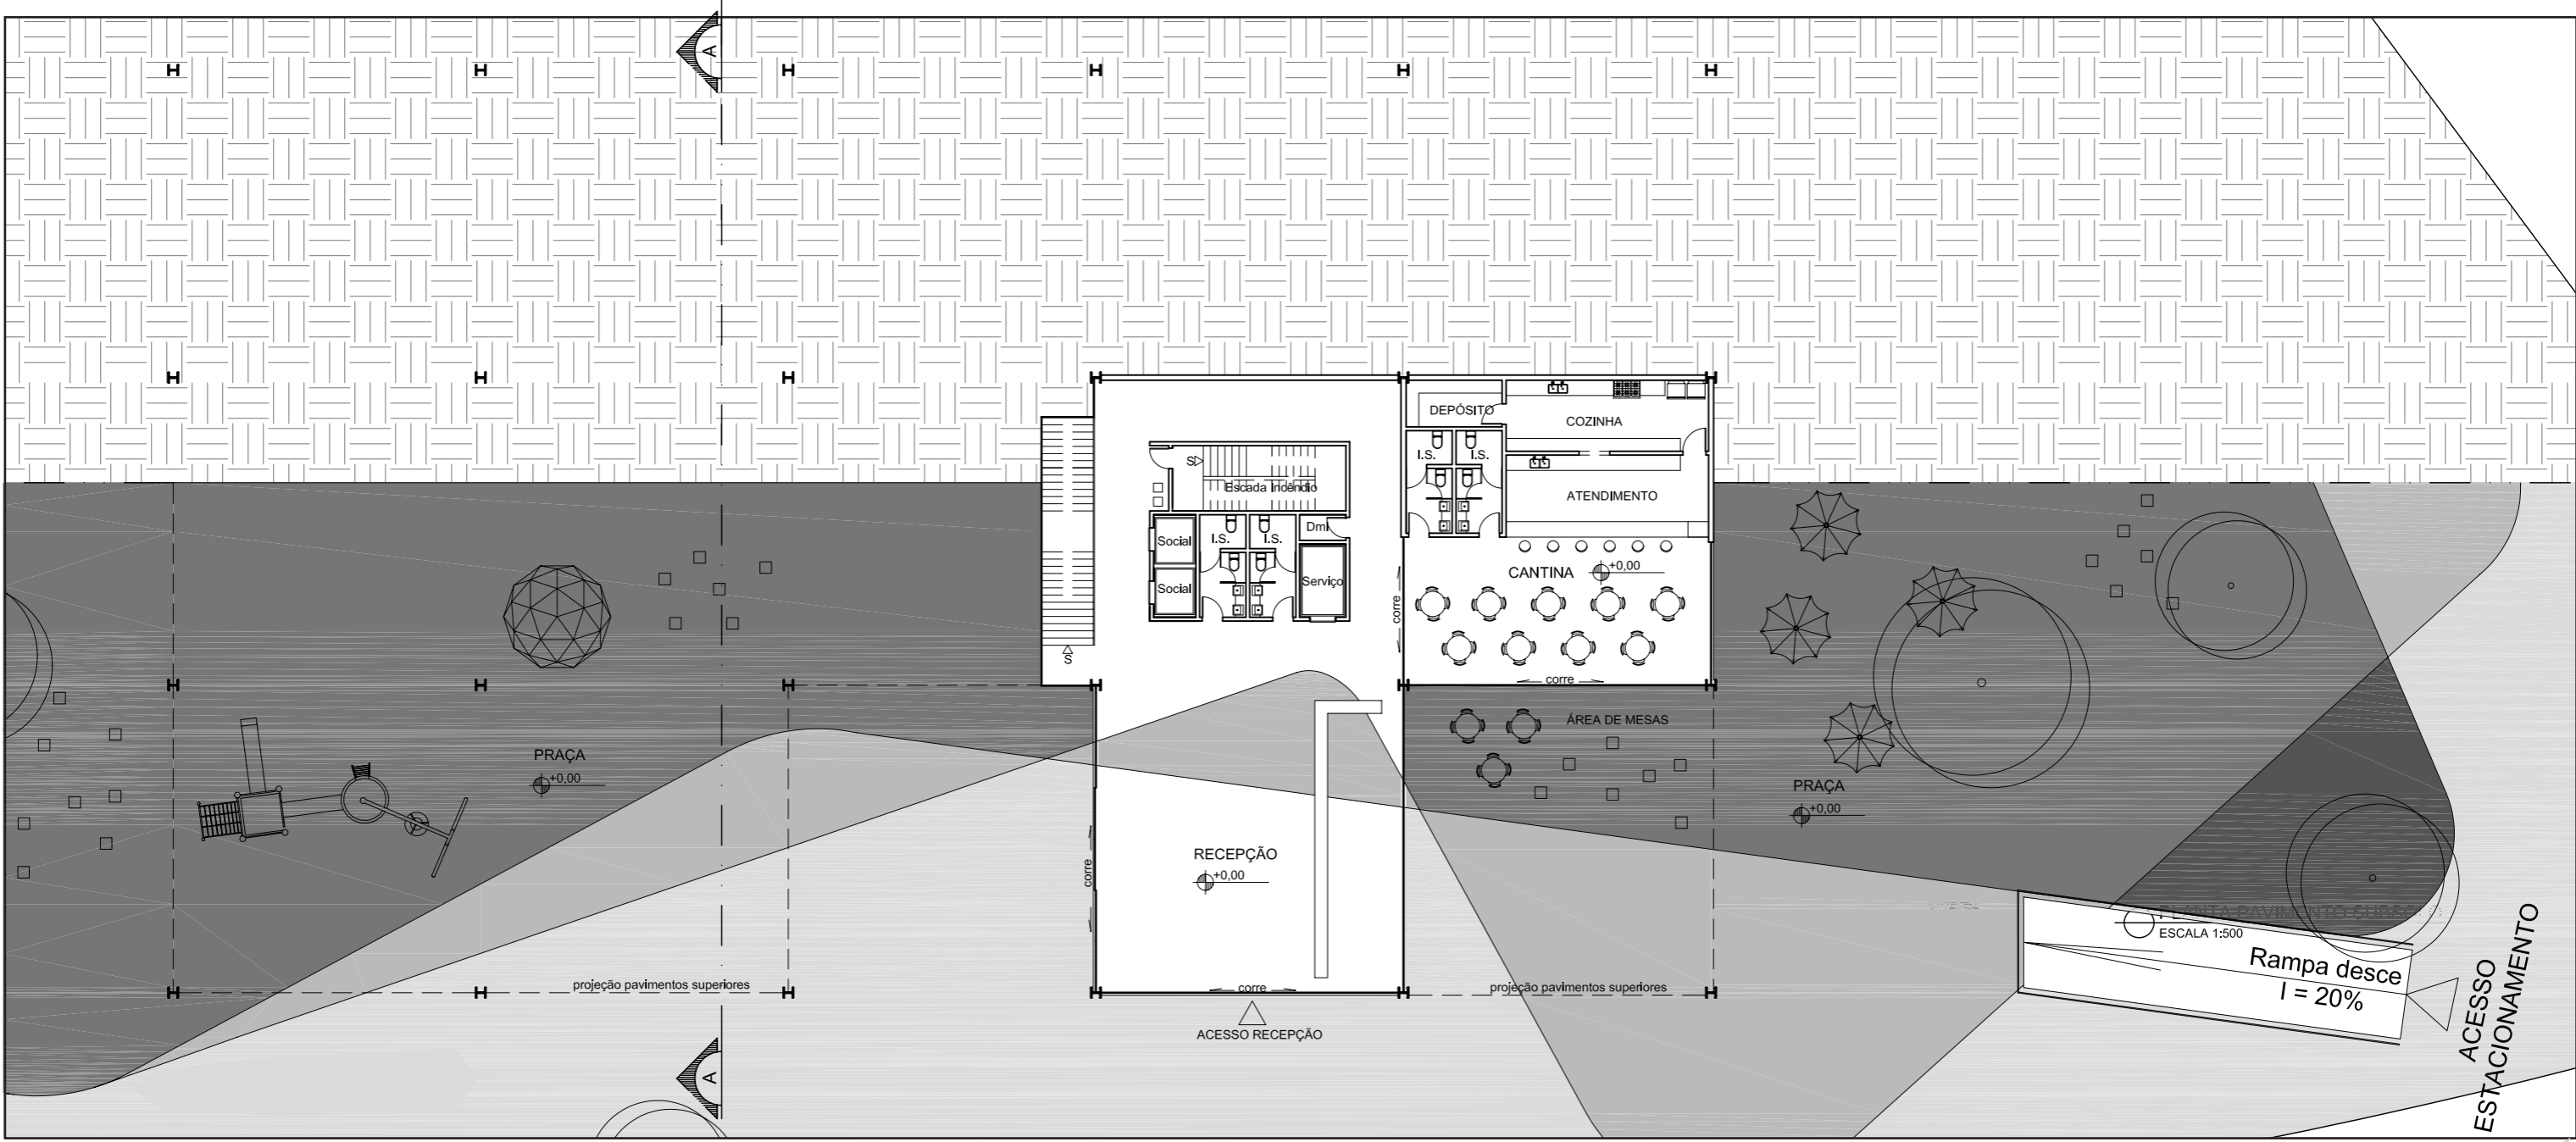 A
DEPÓSITO
COZINHA
I.S.
I.S.
S
Escada Incêndio
ATENDIMENTO
Dml
Social
I.S.
I.S.
CANTINA
+0,00
Social
Serviço
corre
S
corre
ÁREA DE MESAS
PRAÇA
+0,00
PRAÇA
+0,00
RECEPÇÃO
+0,00
corre
PLANTA PAVIMENTO
ESCALA 1:500
Rampa desce
I = 20%
ACESSO
ESTACIONAMENTO
projeção pavimentos superiores
corre
projeção pavimentos superiores
ACESSO RECEPÇÃO
A